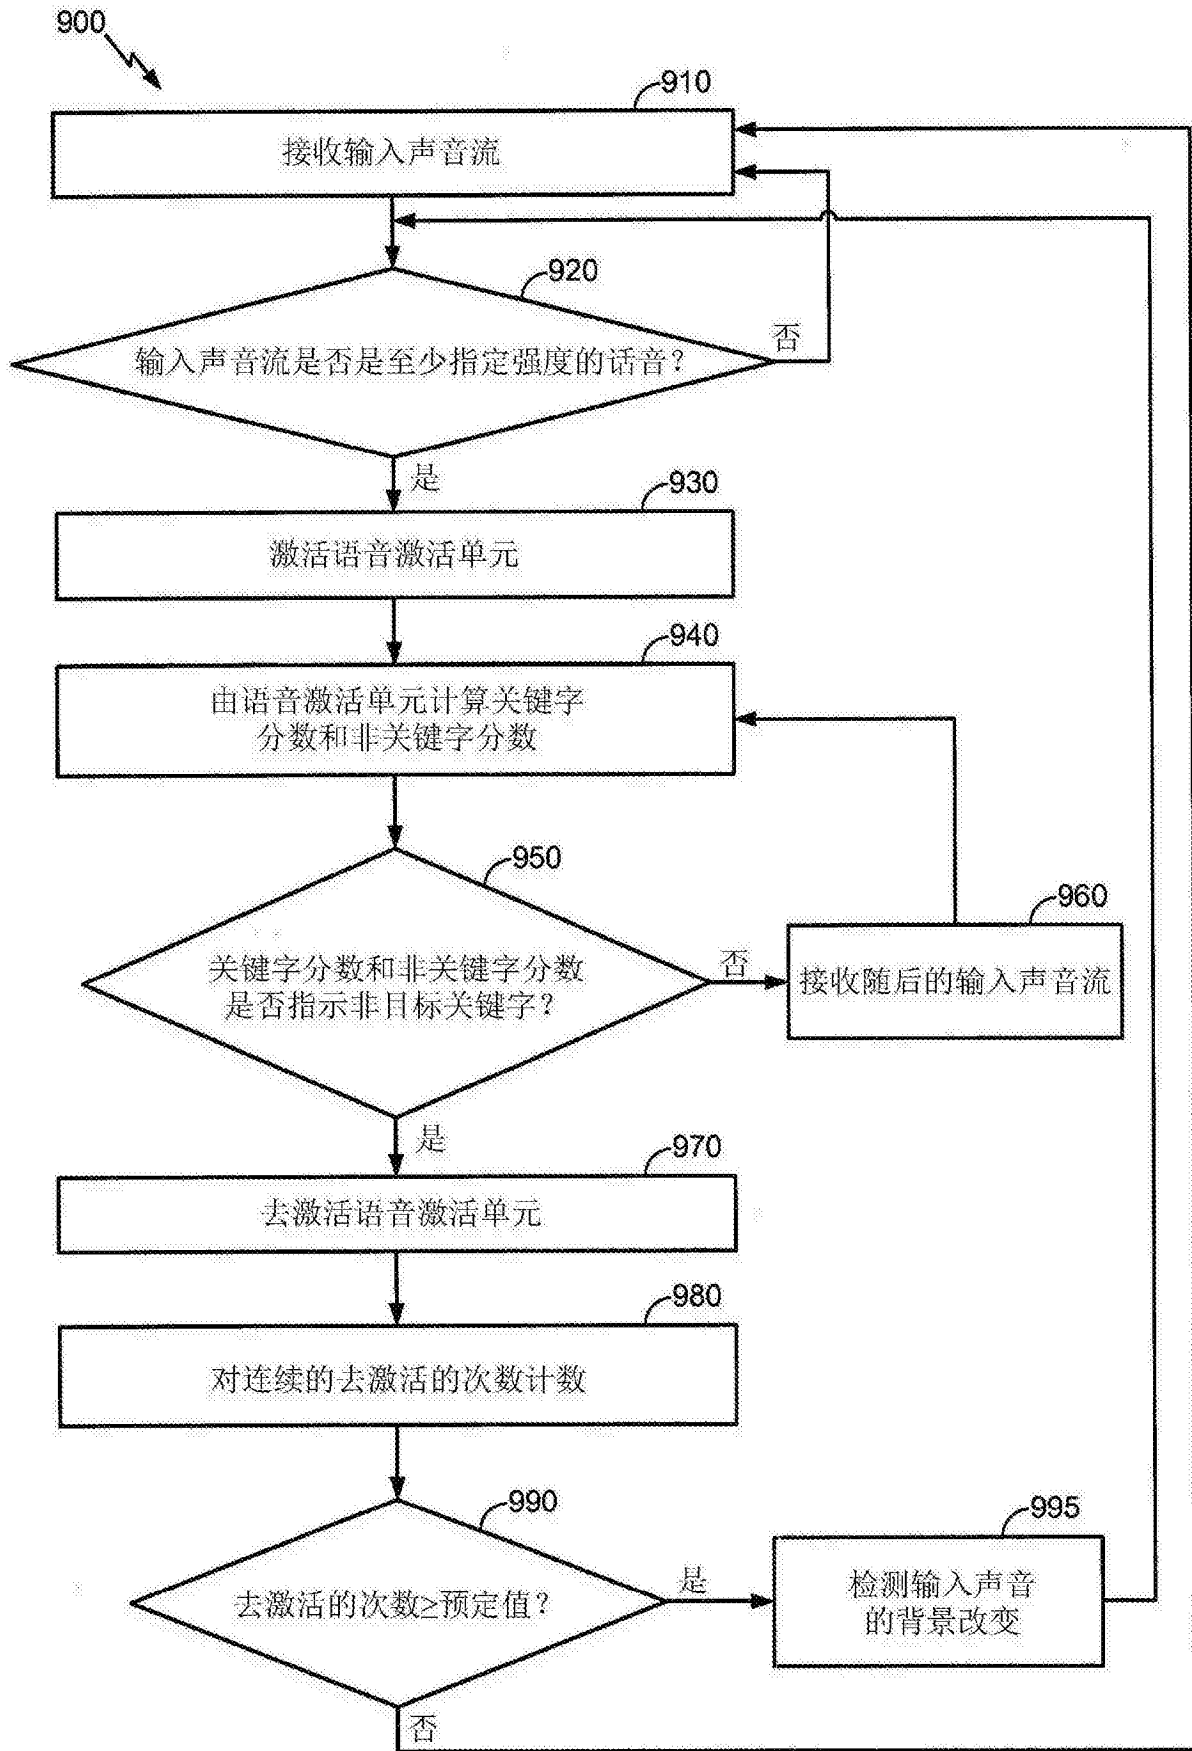 900
910
接收输入声音流
920
输入声音流是否是至少指定强度的话音？
否
是
930
激活语音激活单元
940
由语音激活单元计算关键字
分数和非关键字分数
950
关键字分数和非关键字分数
是否指示非目标关键字？
否
960
接收随后的输入声音流
是
970
去激活语音激活单元
980
对连续的去激活的次数计数
990
去激活的次数≥预定值？
是
995
检测输入声音
的背景改变
否